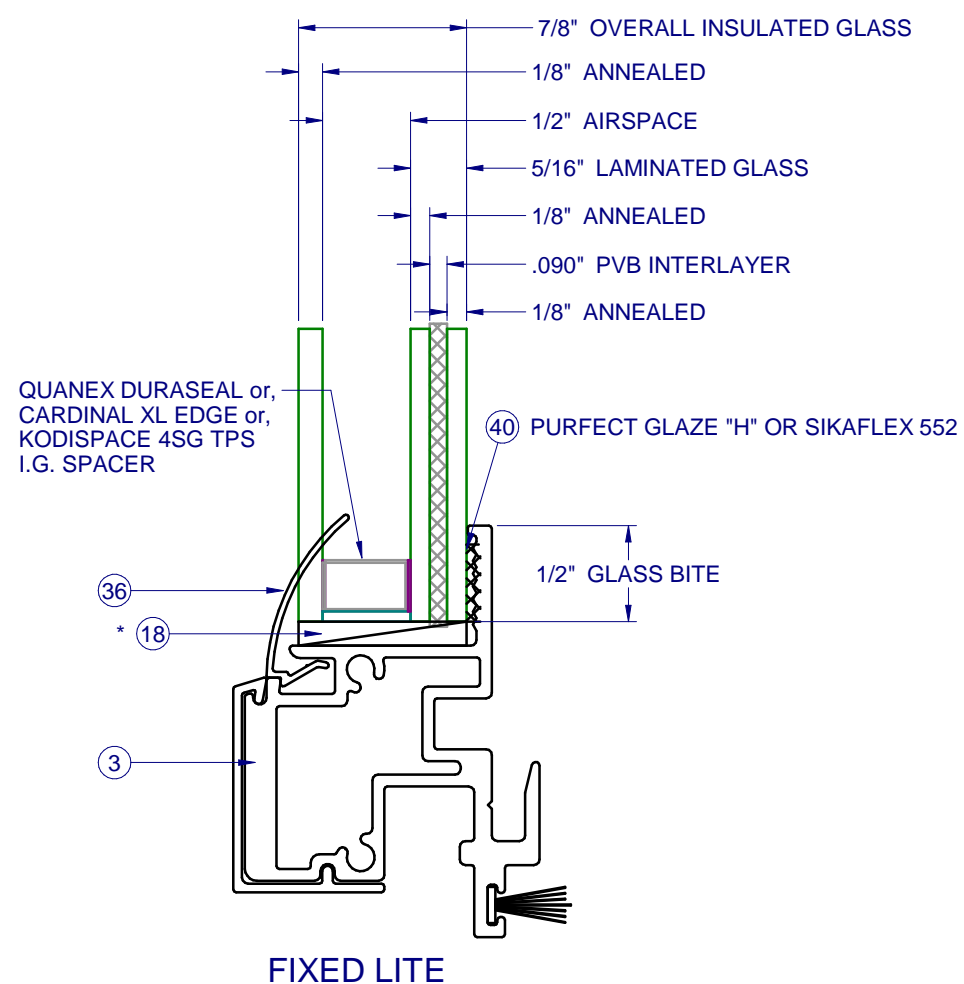 7/8" OVERALL INSULATED GLASS
1/8" ANNEALED
1/2" AIRSPACE
5/16" LAMINATED GLASS
1/8" ANNEALED
.090" PVB INTERLAYER
1/8" ANNEALED
QUANEX DURASEAL or,
CARDINAL XL EDGE or,
KODISPACE 4SG TPS
I.G. SPACER
40 PURFECT GLAZE "H" OR SIKAFLEX 552
1/2" GLASS BITE
36
* 18
3
FIXED LITE